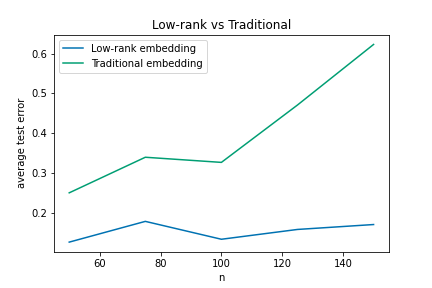 Low-rank vs Traditional
Low-rank embedding
Traditional embedding
average test error
0.6
0.5
0.4
0.3
0.2
60 80 100 120 140
n